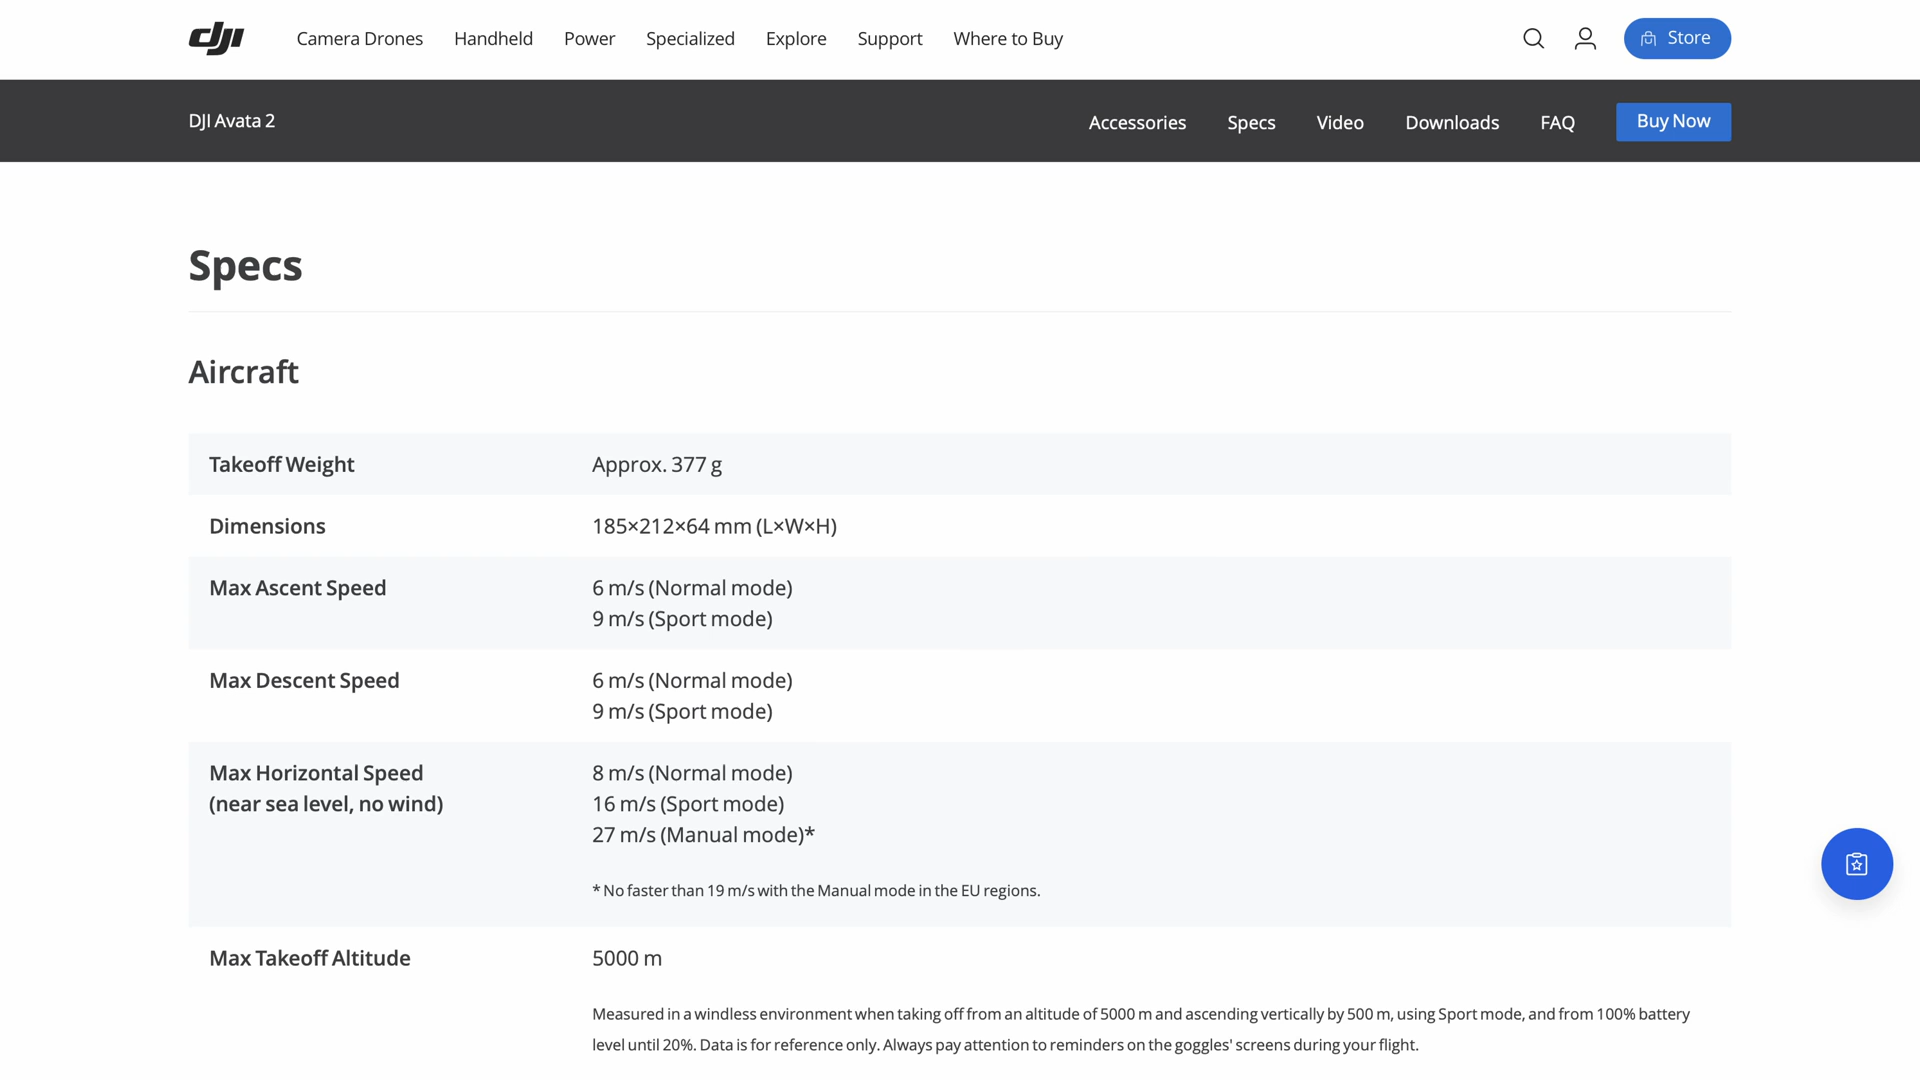 dji
Camera Drones
Handheld
Power
Specialized
Explore
Support
Where to Buy
Store
DJI Avata 2
Accessories
Specs
Video
Downloads
FAQ
Buy Now
Specs
Aircraft
Takeoff Weight
Approx. 377 g
Dimensions
185×212×64 mm (L×W×H)
Max Ascent Speed
6 m/s (Normal mode)
9 m/s (Sport mode)
Max Descent Speed
6 m/s (Normal mode)
9 m/s (Sport mode)
Max Horizontal Speed
(near sea level, no wind)
8 m/s (Normal mode)
16 m/s (Sport mode)
27 m/s (Manual mode)*
* No faster than 19 m/s with the Manual mode in the EU regions.
Max Takeoff Altitude
5000 m
Measured in a windless environment when taking off from an altitude of 5000 m and ascending vertically by 500 m, using Sport mode, and from 100% battery
level until 20%. Data is for reference only. Always pay attention to reminders on the goggles' screens during your flight.